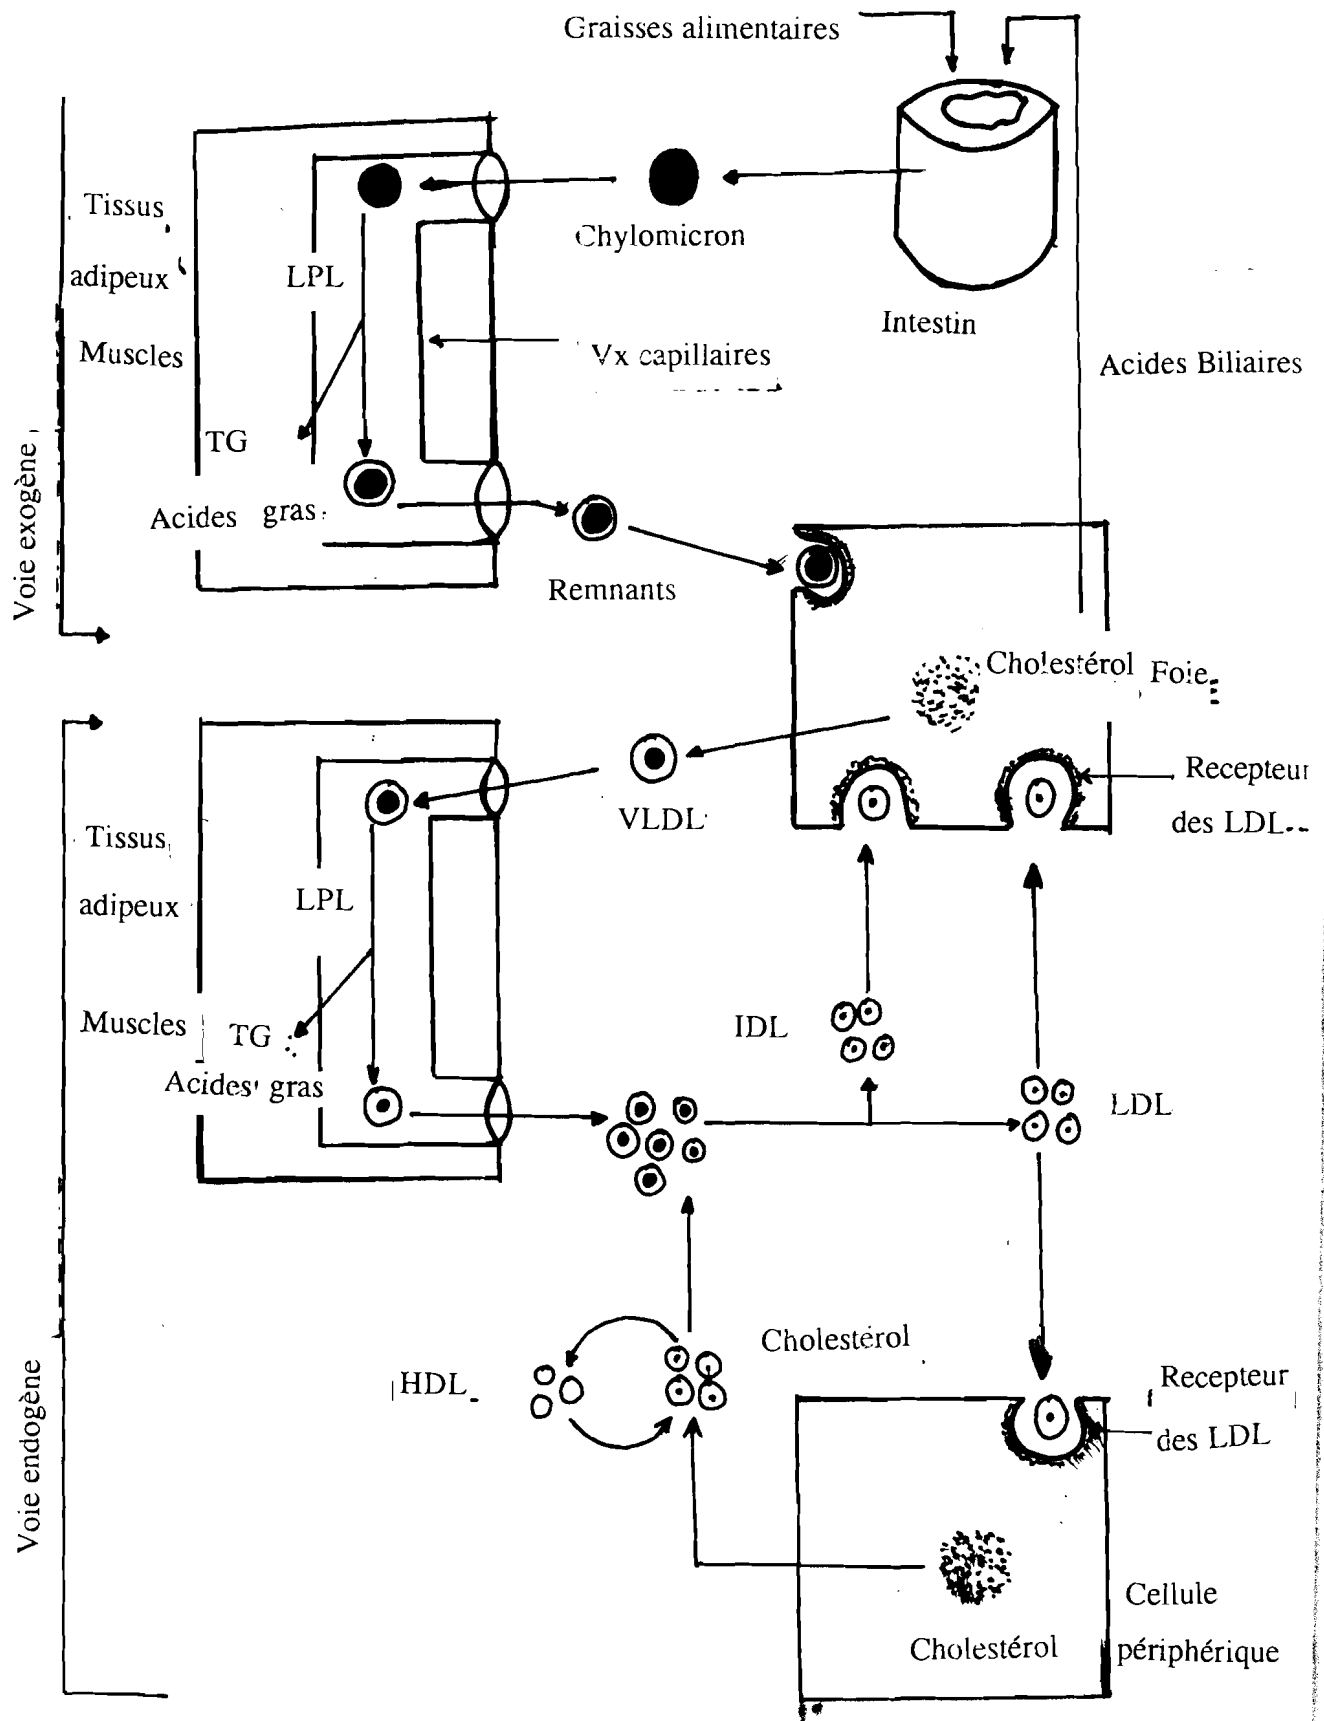 Graisses alimentaires
Tissus
adipeux
Muscles
LPL
Chylomicron
Intestin
Vx capillaires
Acides Biliaires
TG
Acides gras
Voie exogène
Remnants
Cholestérol Foie
Recepteur
des LDL
VLDL
Tissus
adipeux
Muscles
LPL
TG
Acides gras
IDL
LDL
Cholestérol
HDL
Recepteur
des LDL
Voie endogène
Cellule
périphérique
Cholestérol